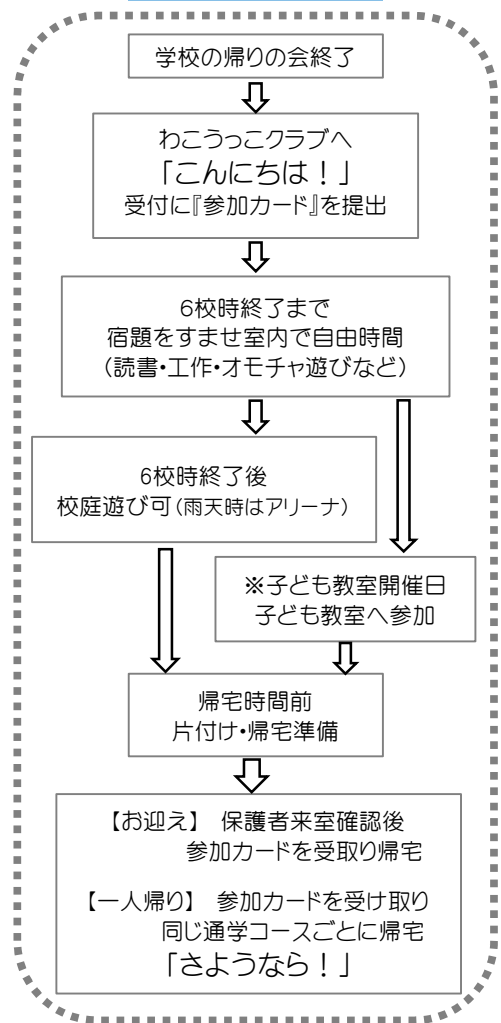 学校の帰りの会終了
わこうっこクラブへ
「こんにちは！」
受付に『参加カード』を提出
6校時終了まで
宿題をすませ室内で自由時間
（読書・工作・オモチャ遊びなど）
6校時終了後
校庭遊び可（雨天時はアリーナ）
※子ども教室開催日
子ども教室へ参加
帰宅時間前
片付け・帰宅準備
【お迎え】 保護者来室確認後
参加カードを受取り帰宅
【一人帰り】 参加カードを受け取り
同じ通学コースごとに帰宅
「さようなら！」